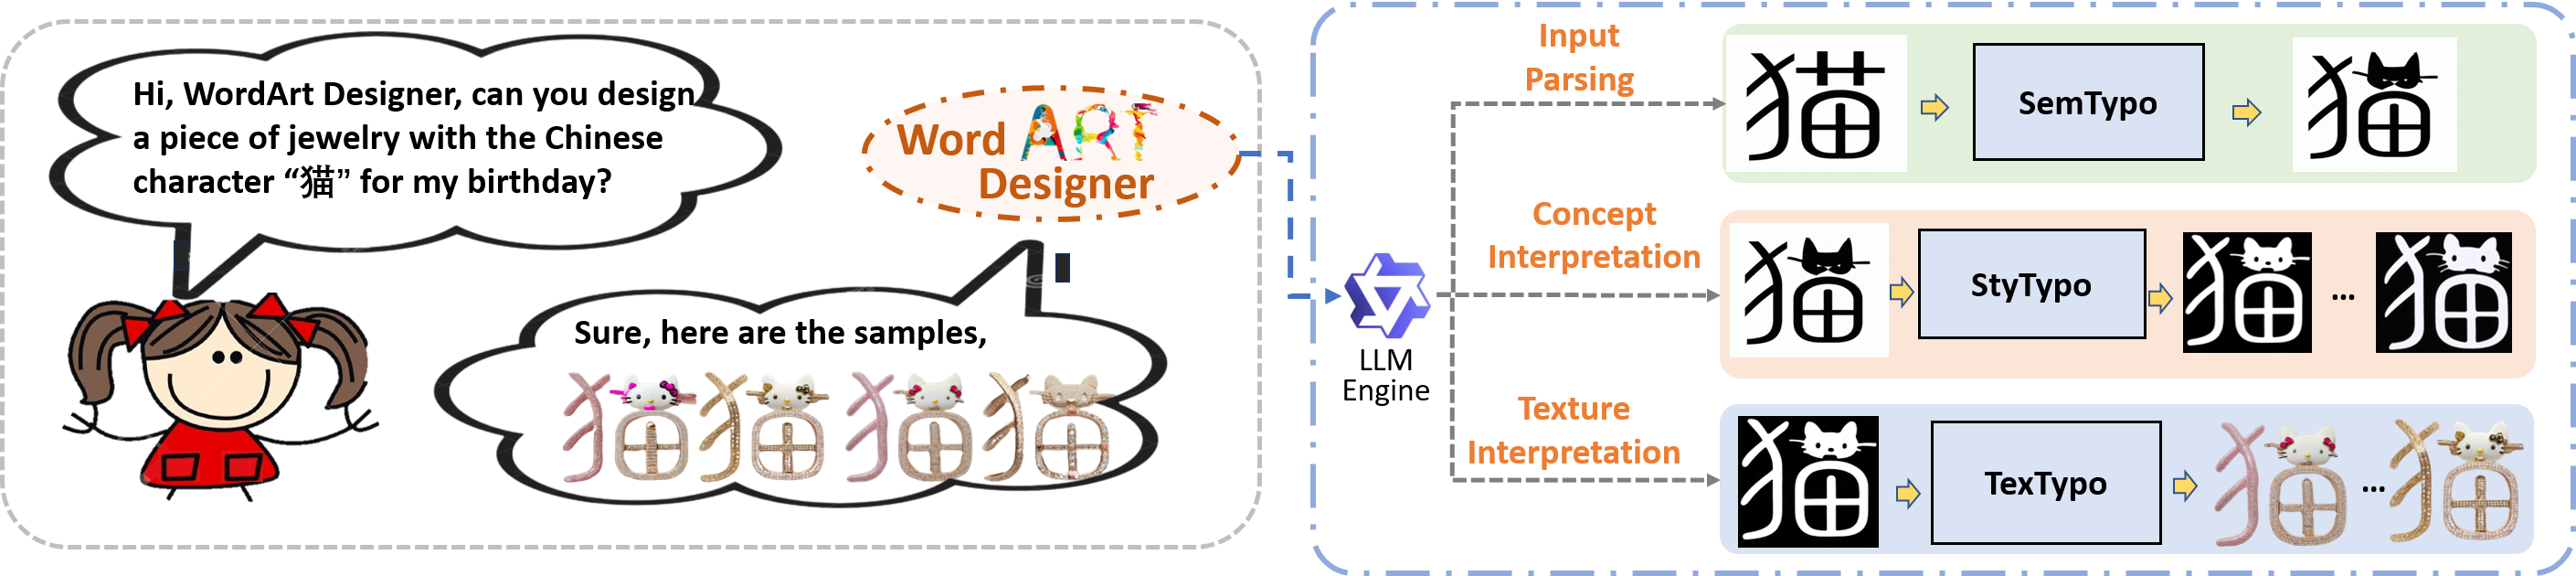 Hi, WordArt Designer, can you design
a piece of jewelry with the Chinese
character “猫” for my birthday?
Word ART
Designer
Sure, here are the samples,
猫 猫 猫 猫
LLM
Engine
Input
Parsing
猫
SemTypo
猫
Concept
Interpretation
猫
StyTypo
猫 ... 猫
Texture
Interpretation
猫
TexTypo
猫 ... 猫